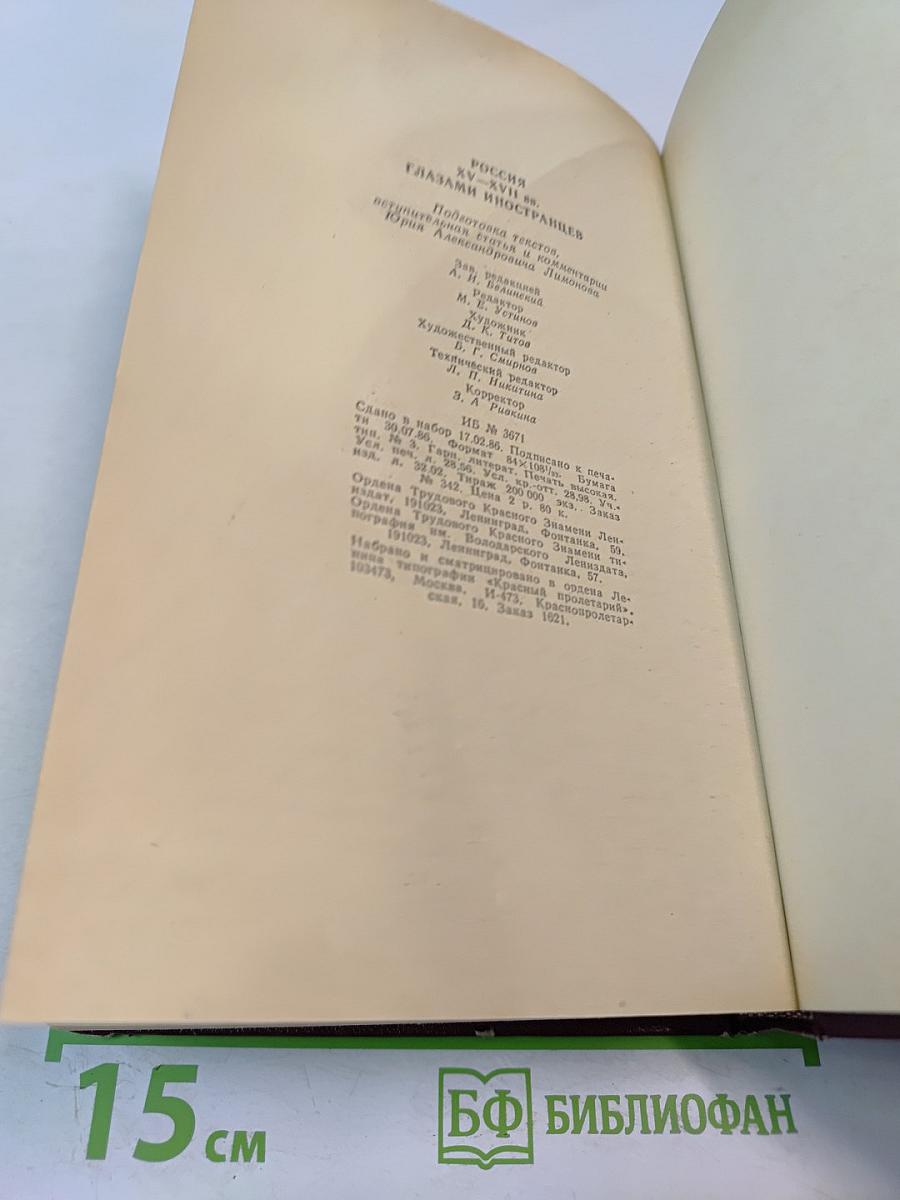 РОССИЯ
XV—XVII вв.
ГЛАЗАМИ ИНОСТРАНЦЕВ
Подготовка текстов,
вступительная статья и комментарии
Юрия Александровича Лимонова
Зав. редакцией
А. И. Белинский
Редактор
М. Е. Устинов
Художник
Д. К. Титов
Художественный редактор
Б. Г. Смирнов
Технический редактор
Л. П. Никитина
Корректор
З. А. Ривкина
ИБ № 3671
Сдано в набор 17.02.86. Подписано к печа-
ти 30.07.86. Формат 84×108¹/₃₂. Бумага
тип. № 3. Гарн. литерат. Печать высокая.
Усл. печ. л. 28,56. Усл. кр.-отт. 28,98. Уч.-
изд. л. 32,02. Тираж 200 000 экз. Заказ
№ 342. Цена 2 р. 80 к.
Ордена Трудового Красного Знамени Лен-
издат, 191023, Ленинград, Фонтанка, 59.
Ордена Трудового Красного Знамени ти-
пография им. Володарского Лениздата,
191023, Ленинград, Фонтанка, 57.
Набрано и сматрицировано в ордена Ле-
нина типографии «Красный пролетарий».
103473, Москва, И-473, Краснопролетар-
ская, 16. Заказ 1621.
15 см
БФ БИБЛИОФАН